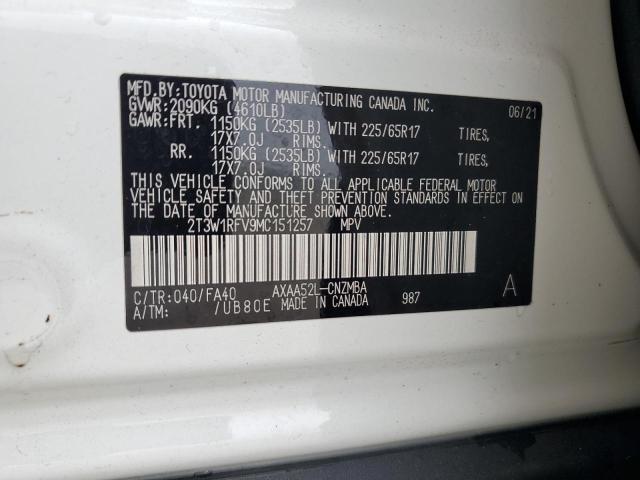 MFD.BY:TOYOTA MOTOR MANUFACTURING CANADA INC.
GVWR:2090KG (4610LB) 06/21
GAWR:FRT. 1150KG (2535LB) WITH 225/65R17 TIRES,
17X7.0J RIMS.
RR. 1150KG (2535LB) WITH 225/65R17 TIRES,
17X7.0J RIMS.
THIS VEHICLE CONFORMS TO ALL APPLICABLE FEDERAL MOTOR
VEHICLE SAFETY, BUMPER, AND THEFT PREVENTION STANDARDS IN EFFECT
ON THE DATE OF MANUFACTURE SHOWN ABOVE.
2T3W1RFV9MC151257 MPV
C/TR:040/FA40 AXAA52L-CNZMBA A
A/TM: /UB80E MADE IN CANADA 987